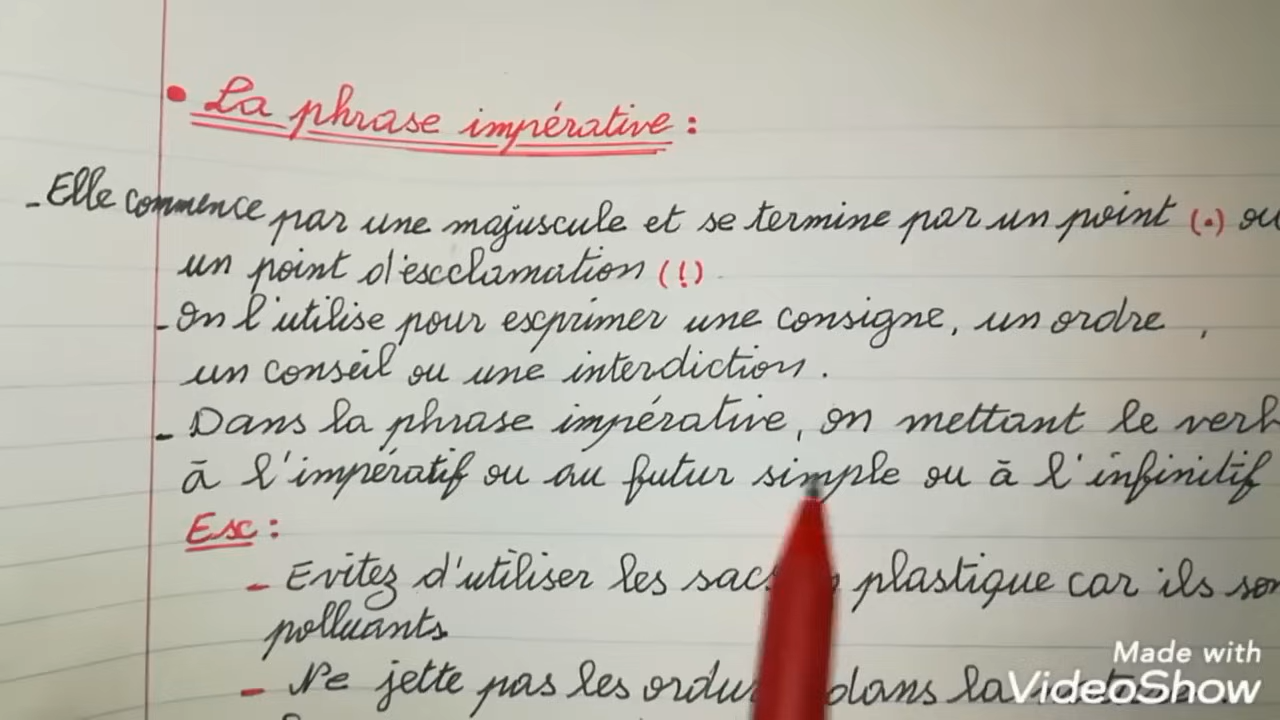 • La phrase impérative :
- Elle commence par une majuscule et se termine par un point (.) ou
un point d'exclamation (!)
- On l'utilise pour exprimer une consigne, un ordre,
un conseil ou une interdiction.
- Dans la phrase impérative, on mettant le verb
à l'impératif ou au futur simple ou à l'infinitif
Ex :
- Evitez d'utiliser les sacs plastique car ils son
polluants.
- Ne jette pas les dans la
Made with
VideoShow